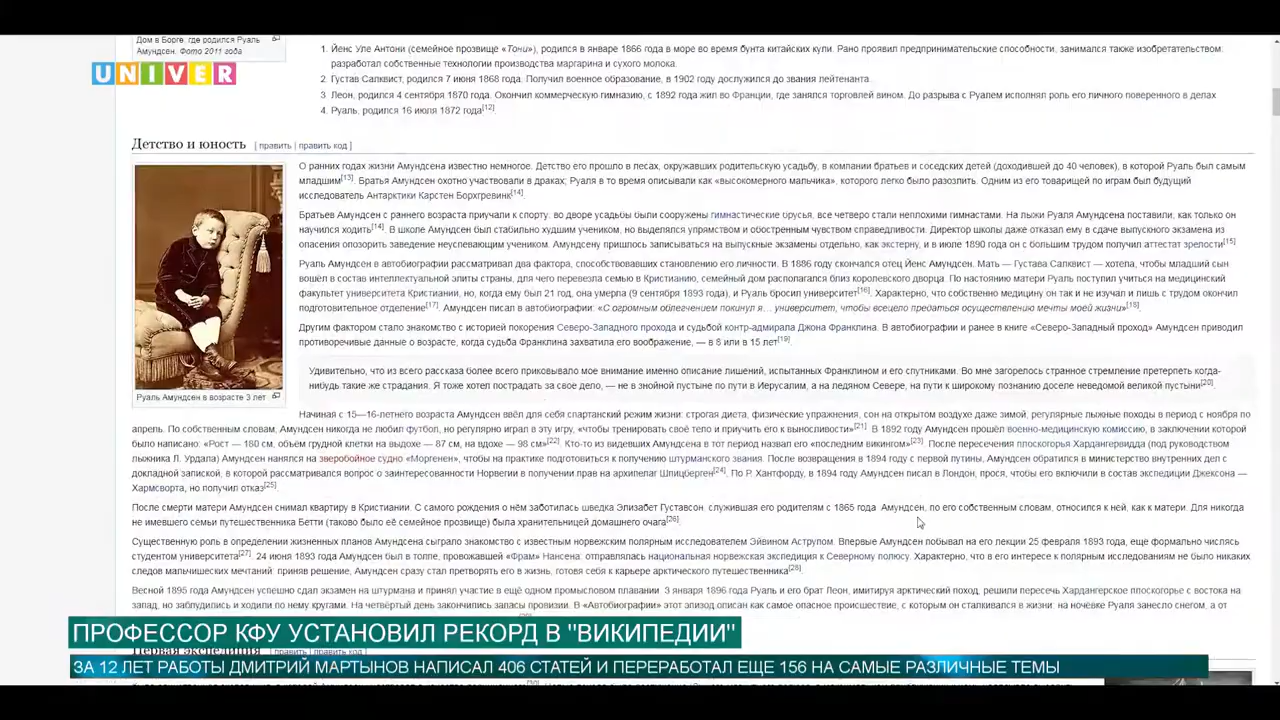 Дом в Борге, где родился Руаль
Амундсен. Фото 2011 года
UNIVER
1. Йенс Уле Антони (семейное прозвище «Тони»), родился в январе 1866 года в море во время бунта китайских кули. Рано проявил предпринимательские способности, занимался также изобретательством.
разработал собственные технологии производства маргарина и сухого молока.
2. Густав Салквист, родился 7 июня 1868 года. Получил военное образование, в 1902 году дослужился до звания лейтенанта.
3. Леон, родился 4 сентября 1870 года. Окончил коммерческую гимназию, с 1892 года жил во Франции, где занялся торговлей вином. До разрыва с Руалем исполнял роль его личного поверенного в делах
4. Руаль, родился 16 июля 1872 года[12].
Детство и юность [ править | править код ]
О ранних годах жизни Амундсена известно немногое. Детство его прошло в лесах, окружавших родительскую усадьбу, в компании братьев и соседских детей (доходившей до 40 человек), в которой Руаль был самым
младшим[13]. Братья Амундсен охотно участвовали в драках; Руаля в то время описывали как «высокомерного мальчика», которого легко было разозлить. Одним из его товарищей по играм был будущий
исследователь Антарктики Карстен Борхгревинк[14].
Братьев Амундсен с раннего возраста приучали к спорту: во дворе усадьбы были сооружены гимнастические брусья, все четверо стали неплохими гимнастами. На лыжи Руаля Амундсена поставили, как только он
научился ходить[14]. В школе Амундсен был стабильно худшим учеником, но выделялся упрямством и обостренным чувством справедливости. Директор школы даже отказал ему в сдаче выпускного экзамена из
опасения опозорить заведение неуспевающим учеником. Амундсену пришлось записываться на выпускные экзамены отдельно, как экстерну, и в июле 1890 года он с большим трудом получил аттестат зрелости[15]
Руаль Амундсен в автобиографии рассматривал два фактора, способствовавших становлению его личности. В 1886 году скончался отец Йенс Амундсен. Мать — Густава Салквист — хотела, чтобы младший сын
вошёл в состав интеллектуальной элиты страны, для чего перевезла семью в Кристианию, семейный дом располагался близ королевского дворца. По настоянию матери Руаль поступил учиться на медицинский
факультет университета Кристиании, но, когда ему был 21 год, она умерла (9 сентября 1893 года), и Руаль бросил университет[16]. Характерно, что собственно медицину он так и не изучал и лишь с трудом окончил
подготовительное отделение[17]. Амундсен писал в автобиографии: «С огромным облегчением покинул я… университет, чтобы всецело предаться осуществлению мечты моей жизни»[18].
Другим фактором стало знакомство с историей покорения Северо-Западного прохода и судьбой контр-адмирала Джона Франклина. В автобиографии и ранее в книге «Северо-Западный проход» Амундсен приводил
противоречивые данные о возрасте, когда судьба Франклина захватила его воображение, — в 8 или в 15 лет[19].
Удивительно, что из всего рассказа более всего приковывало мое внимание именно описание лишений, испытанных Франклином и его спутниками. Во мне загорелось странное стремление претерпеть когда-
нибудь такие же страдания. Я тоже хотел пострадать за свое дело, — не в знойной пустыне по пути в Иерусалим, а на ледяном Севере, на пути к широкому познанию доселе неведомой великой пустыни[20].
Руаль Амундсен в возрасте 3 лет
Начиная с 15—16-летнего возраста Амундсен ввёл для себя спартанский режим жизни: строгая диета, физические упражнения, сон на открытом воздухе даже зимой, регулярные лыжные походы в период с ноября по
апрель. По собственным словам, Амундсен никогда не любил футбол, но регулярно играл в эту игру, «чтобы тренировать своё тело и приучить его к выносливости»[21] В 1892 году Амундсен прошёл военно-медицинскую комиссию, в заключении которой
было написано: «Рост — 180 см, объём грудной клетки на выдохе — 87 см, на вдохе — 98 см»[22]. Кто-то из видевших Амундсена в тот период назвал его «последним викингом»[23]. После пересечения плоскогорья Хардангервидда (под руководством
лыжника Л. Урдала) Амундсен нанялся на зверобойное судно «Моргенен», чтобы на практике подготовиться к получению штурманского звания. После возвращения в 1894 году с первой путины, Амундсен обратился в министерство внутренних дел с
докладной запиской, в которой рассматривался вопрос о заинтересованности Норвегии в получении прав на архипелаг Шпицберген[24]. По Р. Хантфорду, в 1894 году Амундсен писал в Лондон, прося, чтобы его включили в состав экспедиции Джексона —
Хармсворта, но получил отказ[25]
После смерти матери Амундсен снимал квартиру в Кристиании. С самого рождения о нём заботилась шведка Элизабет Густавсон, служившая его родителям с 1865 года. Амундсен, по его собственным словам, относился к ней, как к матери. Для никогда
не имевшего семьи путешественника Бетти (таково было её семейное прозвище) была хранительницей домашнего очага[26].
Существенную роль в определении жизненных планов Амундсена сыграло знакомство с известным норвежским полярным исследователем Эйвином Аструпом. Впервые Амундсен побывал на его лекции 25 февраля 1893 года, ещё формально числясь
студентом университета[27]. 24 июня 1893 года Амундсен был в толпе, провожавшей «Фрам» Нансена: отправлялась национальная норвежская экспедиция к Северному полюсу. Характерно, что в его интересе к полярным исследованиям не было никаких
следов мальчишеских мечтаний: приняв решение, Амундсен сразу стал претворять его в жизнь, готовя себя к карьере арктического путешественника[28].
Весной 1895 года Амундсен успешно сдал экзамен на штурмана и принял участие в ещё одном промысловом плавании. 3 января 1896 года Руаль и его брат Леон, имитируя арктический поход, решили пересечь Хардангерское плоскогорье с востока на
запад, но заблудились и ходили по нему кругами. На четвёртый день закончились запасы провизии. В «Автобиографии» этот эпизод описан как самое опасное происшествие, с которым он сталкивался в жизни: на ночёвке Руаля занесло снегом, а от
ПРОФЕССОР КФУ УСТАНОВИЛ РЕКОРД В "ВИКИПЕДИИ"
Первая экспедиция [ править | править код ]
ЗА 12 ЛЕТ РАБОТЫ ДМИТРИЙ МАРТЫНОВ НАПИСАЛ 406 СТАТЕЙ И ПЕРЕРАБОТАЛ ЕЩЕ 156 НА САМЫЕ РАЗЛИЧНЫЕ ТЕМЫ